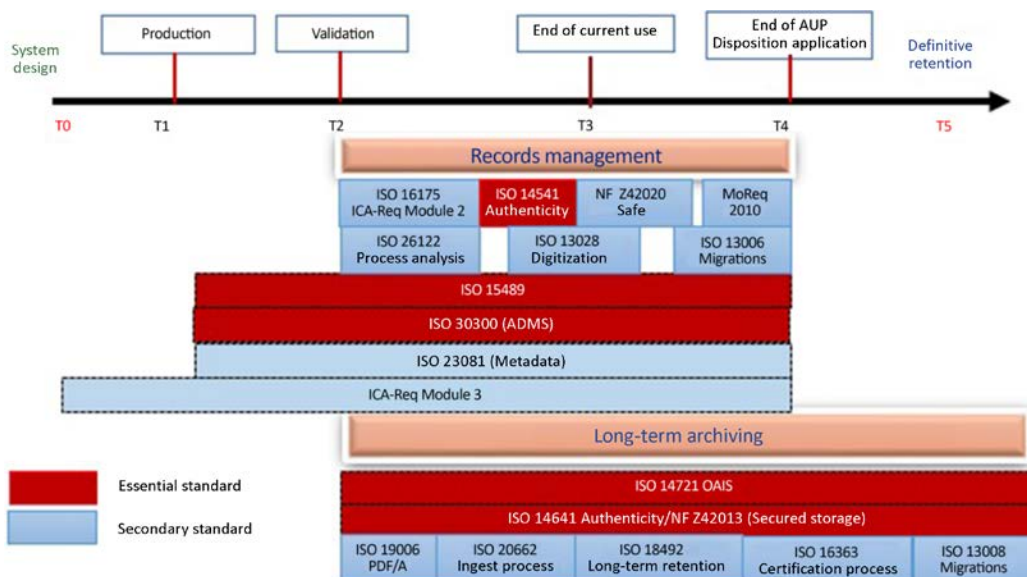 System
design
Production
Validation
End of current use
End of AUP
Disposition application
Definitive
retention
T0
T1
T2
T3
T4
T5
Records management
ISO 16175
ICA-Req Module 2
ISO 14541
Authenticity
NF Z42020
Safe
MoReq
2010
ISO 26122
Process analysis
ISO 13028
Digitization
ISO 13006
Migrations
ISO 15489
ISO 30300 (ADMS)
ISO 23081 (Metadata)
ICA-Req Module 3
Long-term archiving
Essential standard
Secondary standard
ISO 14721 OAIS
ISO 14641 Authenticity/NF Z42013 (Secured storage)
ISO 19006
PDF/A
ISO 20662
Ingest process
ISO 18492
Long-term retention
ISO 16363
Certification process
ISO 13008
Migrations